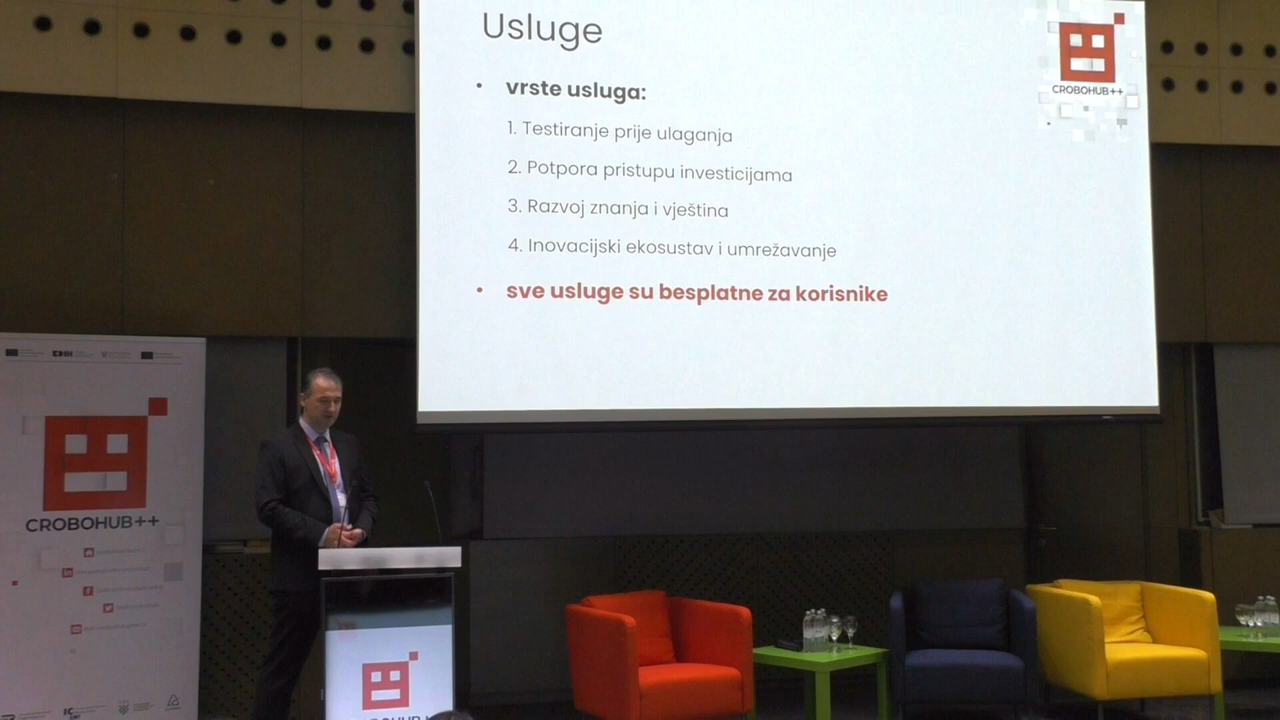 Usluge
• vrste usluga:
1. Testiranje prije ulaganja
2. Potpora pristupu investicijama
3. Razvoj znanja i vještina
4. Inovacijski ekosustav i umrežavanje
• sve usluge su besplatne za korisnike
CROBOHUB++
CROBOHUB++